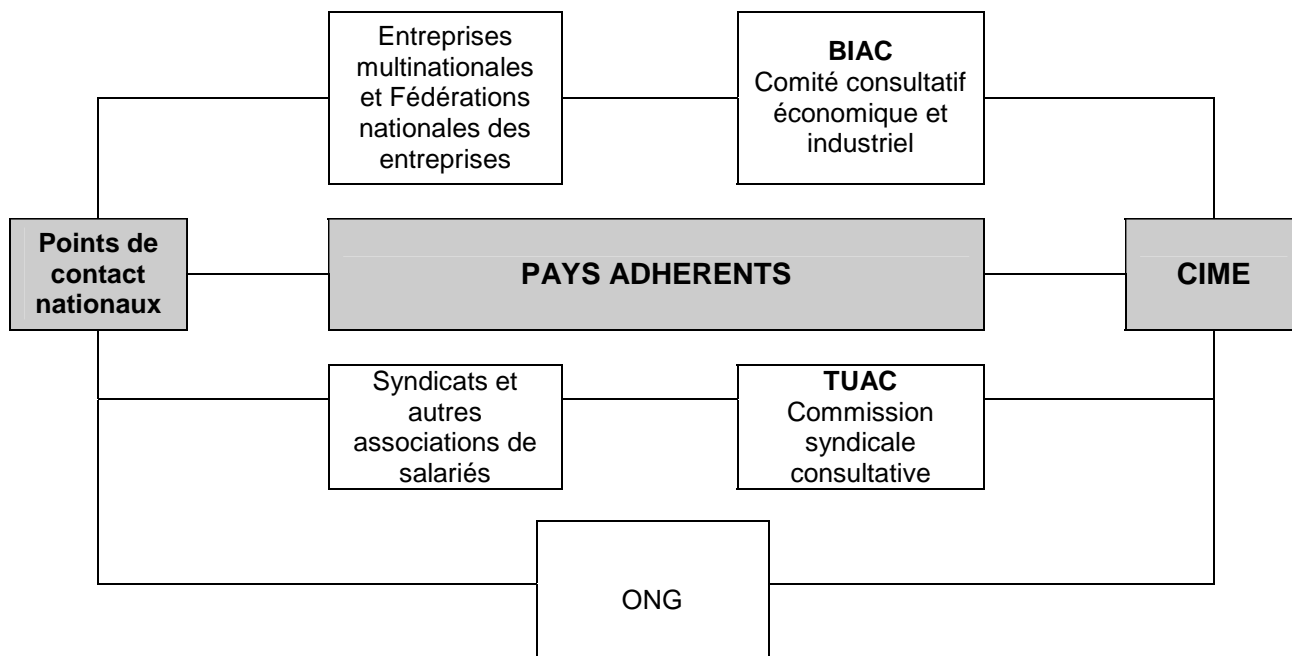 Entreprises
multinationales
et Fédérations
nationales des
entreprises
BIAC
Comité consultatif
économique et
industriel
Points de
contact
nationaux
PAYS ADHERENTS
CIME
Syndicats et
autres
associations de
salariés
TUAC
Commission
syndicale
consultative
ONG